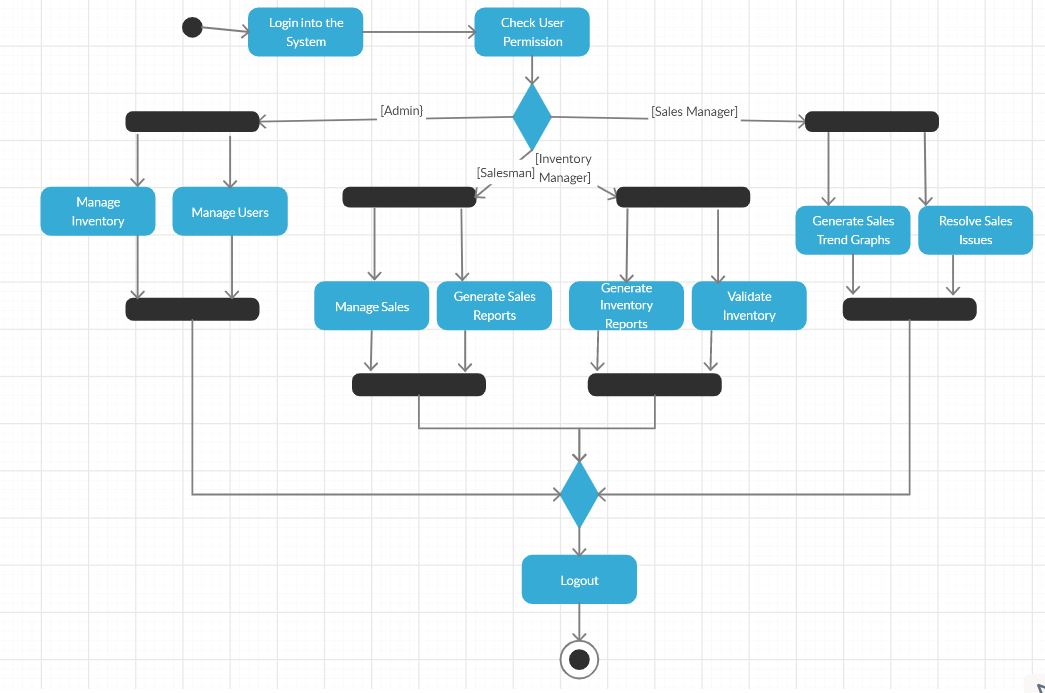 Login into the
System
Check User
Permission
[Admin}
[Sales Manager]
[Salesman]
[Inventory
Manager]
Manage
Inventory
Manage Users
Generate Sales
Trend Graphs
Resolve Sales
Issues
Manage Sales
Generate Sales
Reports
Generate
Inventory
Reports
Validate
Inventory
Logout